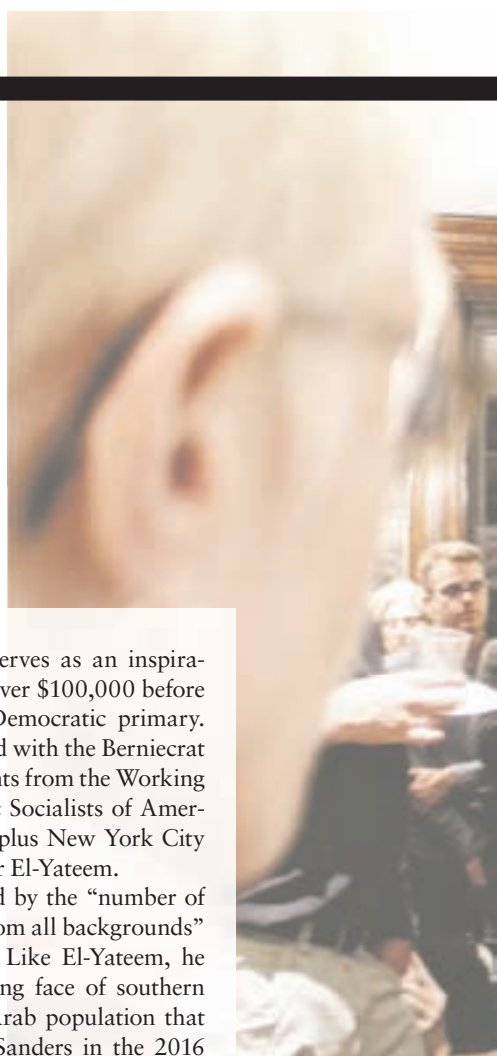 erves as an inspira-
ver $100,000 before
Democratic primary.
d with the Berniecrat
nts from the Working
c Socialists of Amer-
plus New York City
r El-Yateem.
d by the “number of
om all backgrounds”
Like El-Yateem, he
ng face of southern
Arab population that
Sanders in the 2016